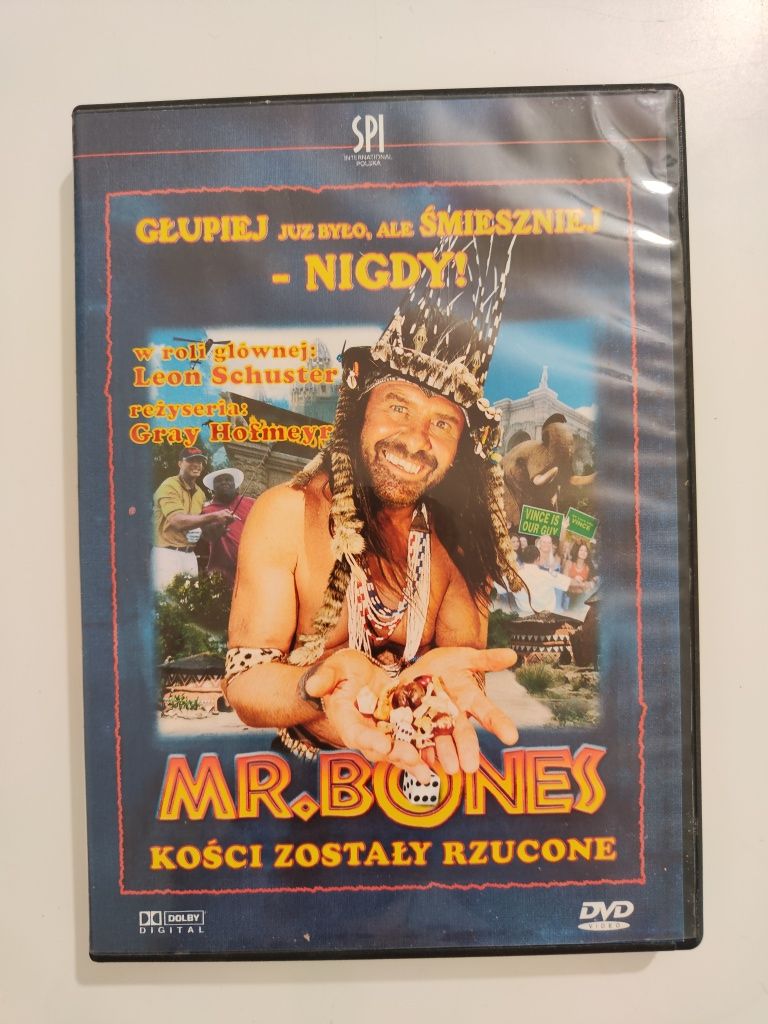 SPI
INTERNATIONAL
POLSKA
GŁUPIEJ JUŻ BYŁO, ALE ŚMIESZNIEJ
- NIGDY!
w roli głównej:
Leon Schuster
reżyseria:
Gray Hofmeyr
VINCE IS
OUR GUY
VINCE
MR. BONES
KOŚCI ZOSTAŁY RZUCONE
DOLBY
DIGITAL
DVD
VIDEO